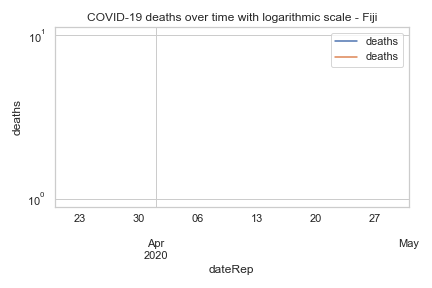 COVID-19 deaths over time with logarithmic scale - Fiji
deaths
deaths
10¹
deaths
10⁰
23 30 06 13 20 27
Apr May
2020
dateRep